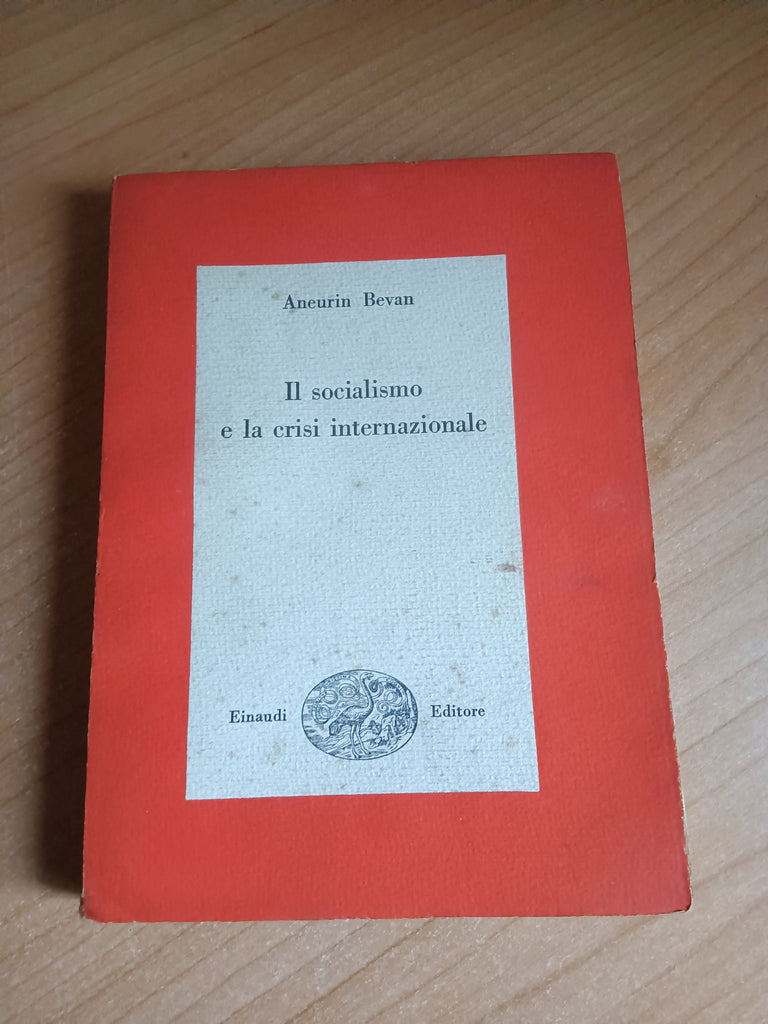 Aneurin Bevan
Il socialismo
e la crisi internazionale
Einaudi Editore